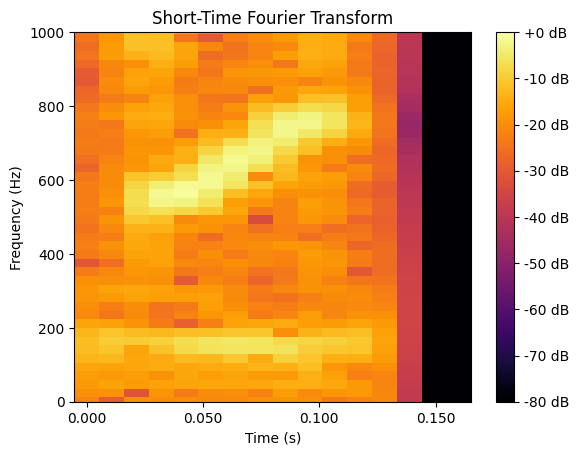 Short-Time Fourier Transform
Frequency (Hz)
1000
800
600
400
200
0
0.000
0.050
0.100
0.150
Time (s)
+0 dB
-10 dB
-20 dB
-30 dB
-40 dB
-50 dB
-60 dB
-70 dB
-80 dB